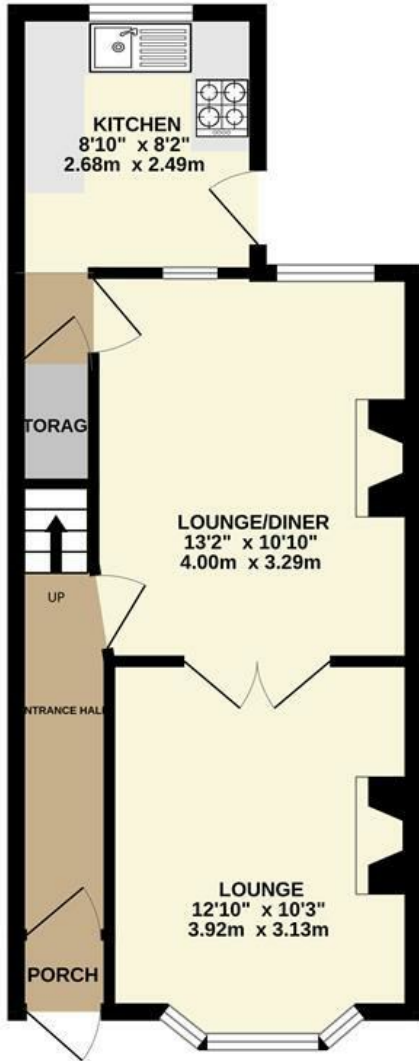 KITCHEN
8'10" x 8'2"
2.68m x 2.49m
TORAG
LOUNGE/DINER
13'2" x 10'10"
4.00m x 3.29m
UP
NTRANCE HALL
LOUNGE
12'10" x 10'3"
3.92m x 3.13m
PORCH